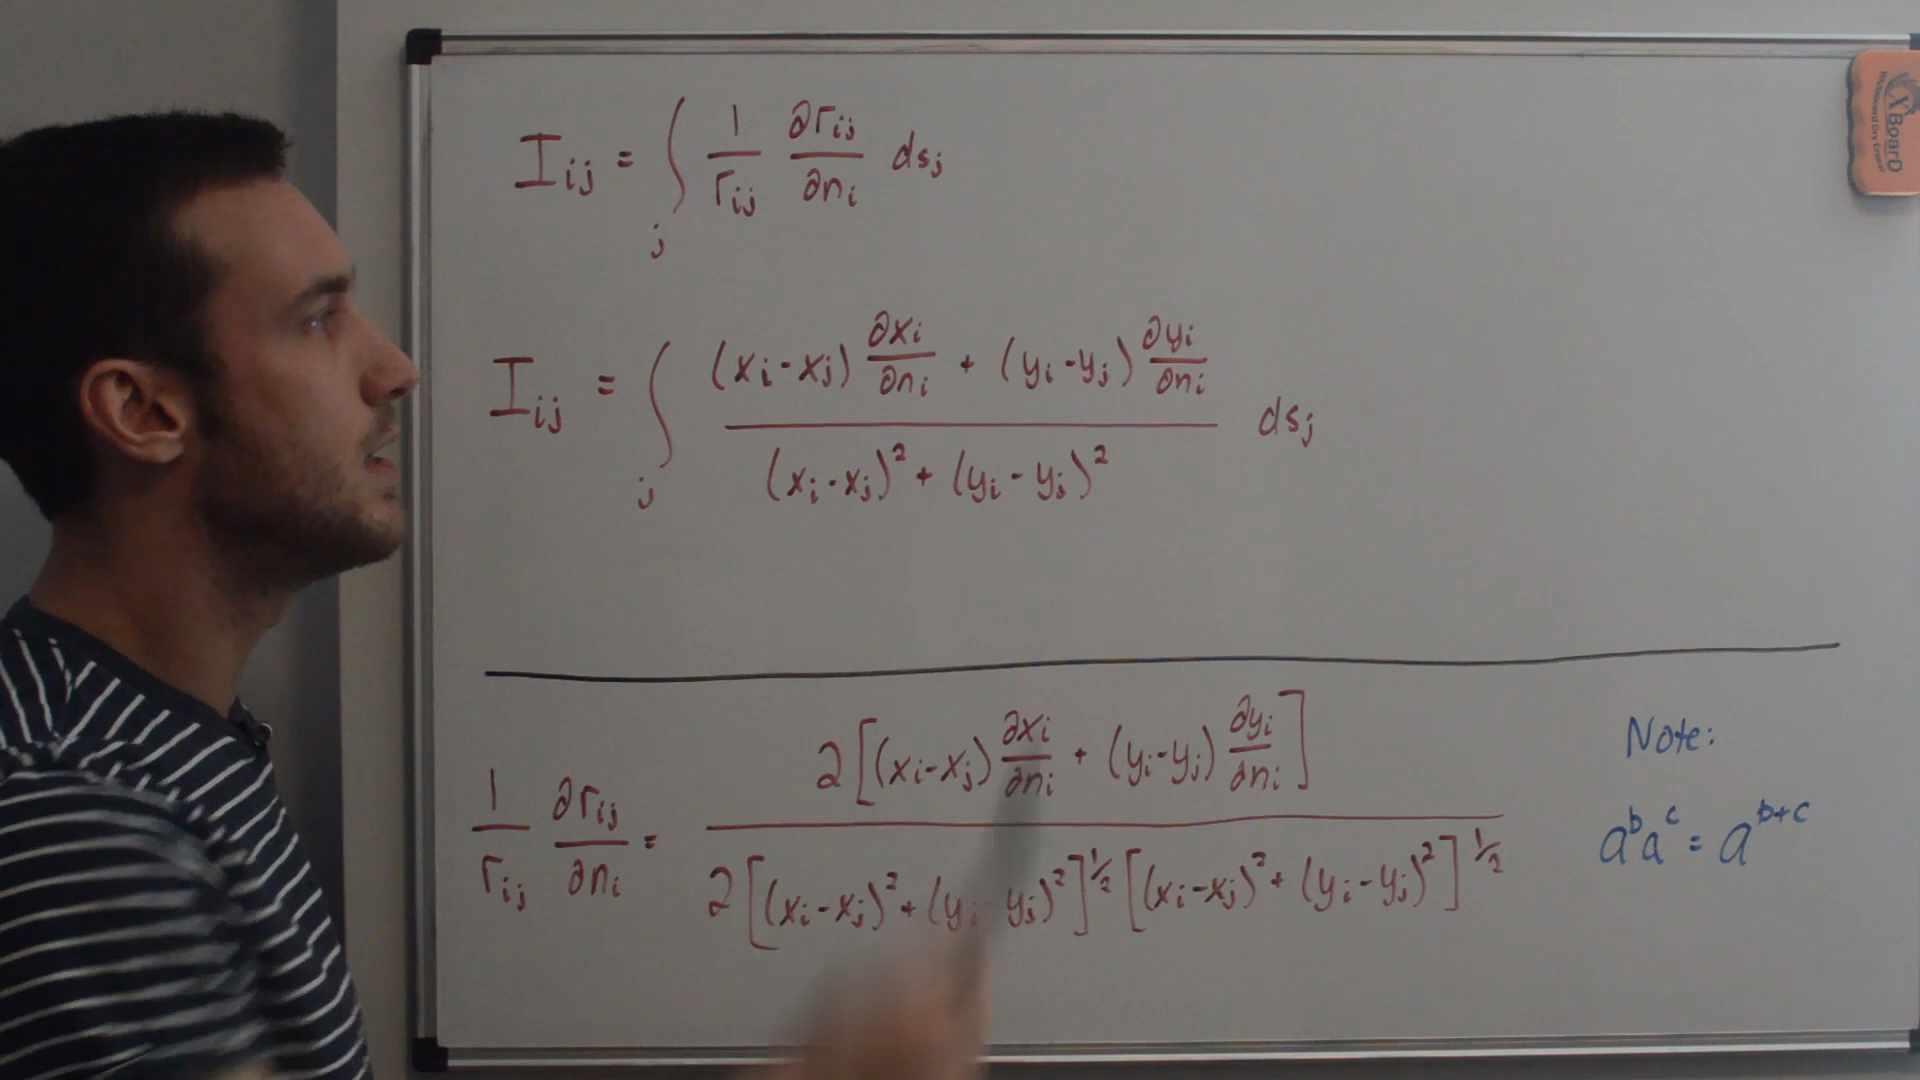 I_ij = ∫_j 1/r_ij ∂r_ij/∂n_i ds_j
I_ij = ∫_j ((x_i-x_j) ∂x_i/∂n_i + (y_i-y_j) ∂y_i/∂n_i)/((x_i-x_j)^2 + (y_i-y_j)^2) ds_j
1/r_ij ∂r_ij/∂n_i = 2[(x_i-x_j) ∂x_i/∂n_i + (y_i-y_j) ∂y_i/∂n_i]/(2[(x_i-x_j)^2 + (y_i-y_j)^2]^1/2 [(x_i-x_j)^2 + (y_i-y_j)^2]^1/2)
Note:
a^b a^c = a^(b+c)
XBoarD